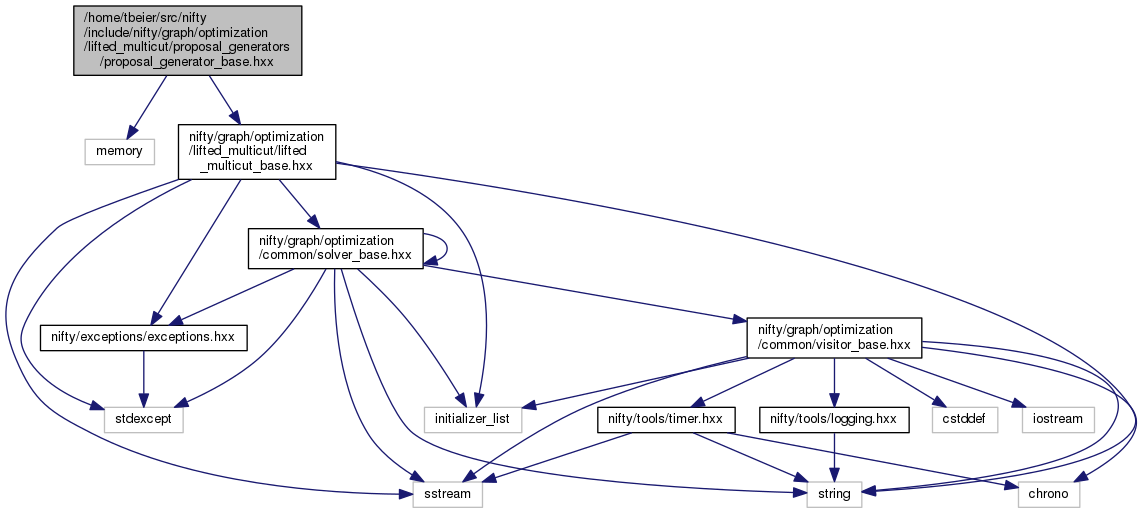 /home/tbeier/src/nifty
/include/nifty/graph/optimization
/lifted_multicut/proposal_generators
/proposal_generator_base.hxx
memory
nifty/graph/optimization
/lifted_multicut/lifted
_multicut_base.hxx
nifty/graph/optimization
/common/solver_base.hxx
nifty/exceptions/exceptions.hxx
nifty/graph/optimization
/common/visitor_base.hxx
stdexcept
initializer_list
nifty/tools/timer.hxx
nifty/tools/logging.hxx
cstddef
iostream
sstream
string
chrono